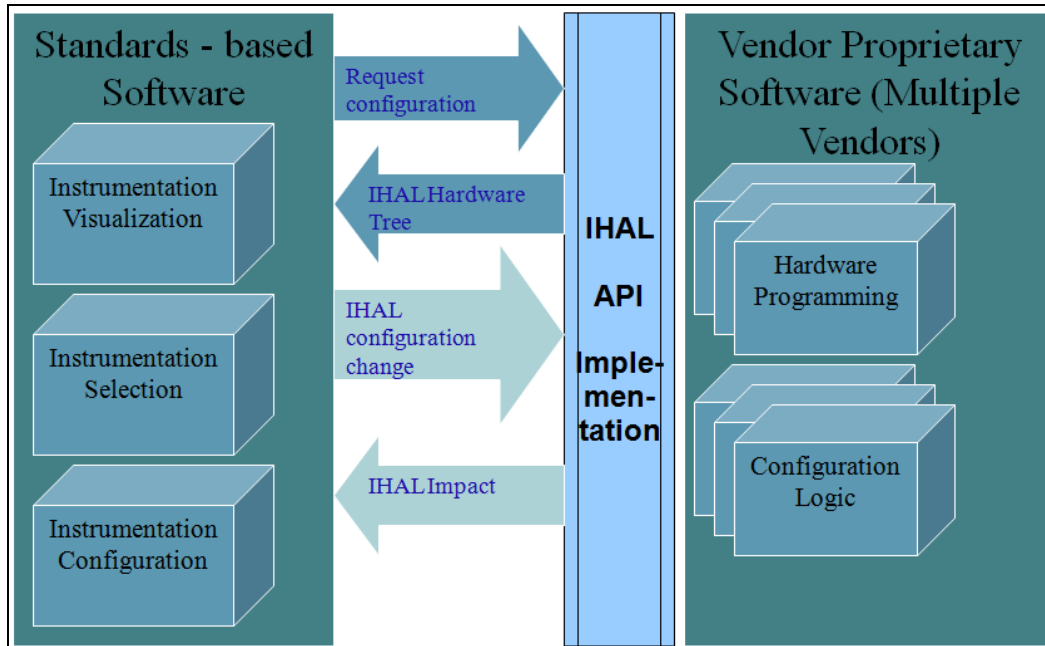 Standards - based
Software
Instrumentation
Visualization
Instrumentation
Selection
Instrumentation
Configuration
Request
configuration
IHAL Hardware
Tree
IHAL
configuration
change
IHAL Impact
IHAL
API
Imple-
men-
tation
Vendor Proprietary
Software (Multiple
Vendors)
Hardware
Programming
Configuration
Logic